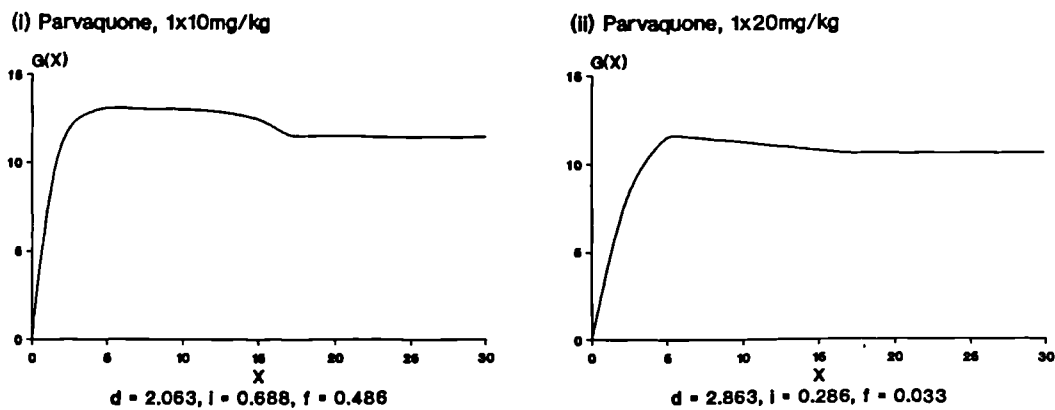 (i) Parvaquone, 1x10mg/kg
G(X)
15
10
5
0
0 5 10 15 20 25 30
X
d = 2.063, i = 0.688, f = 0.486
(ii) Parvaquone, 1x20mg/kg
G(X)
15
10
5
0
0 5 10 15 20 25 30
X
d = 2.863, i = 0.286, f = 0.033